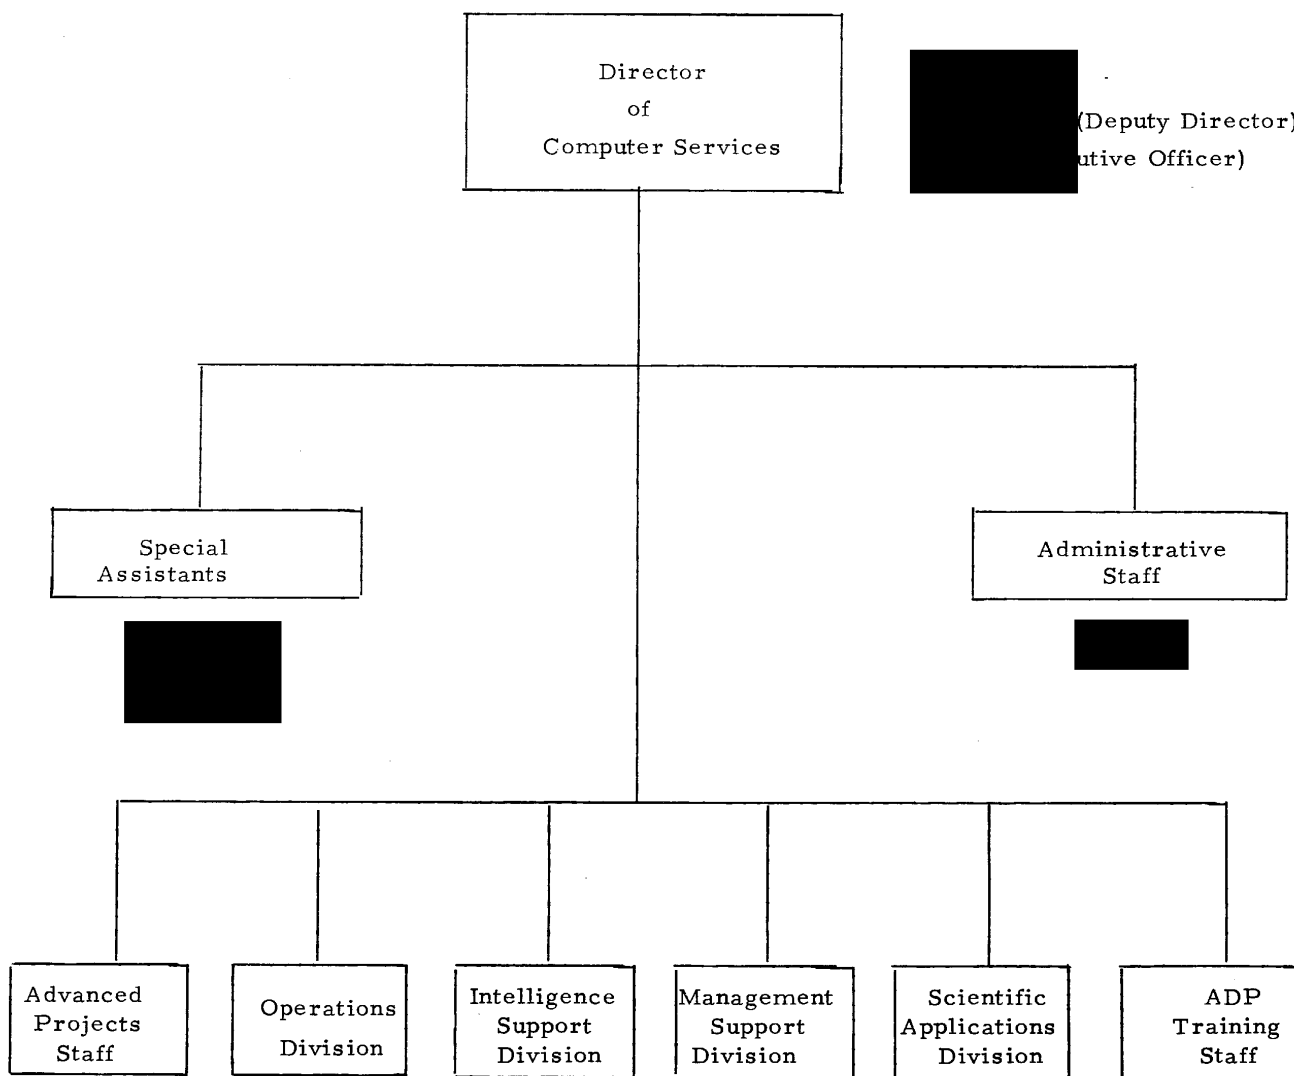 Director
of
Computer Services
(Deputy Director)
utive Officer)
Special
Assistants
Administrative
Staff
Advanced
Projects
Staff
Operations
Division
Intelligence
Support
Division
Management
Support
Division
Scientific
Applications
Division
ADP
Training
Staff